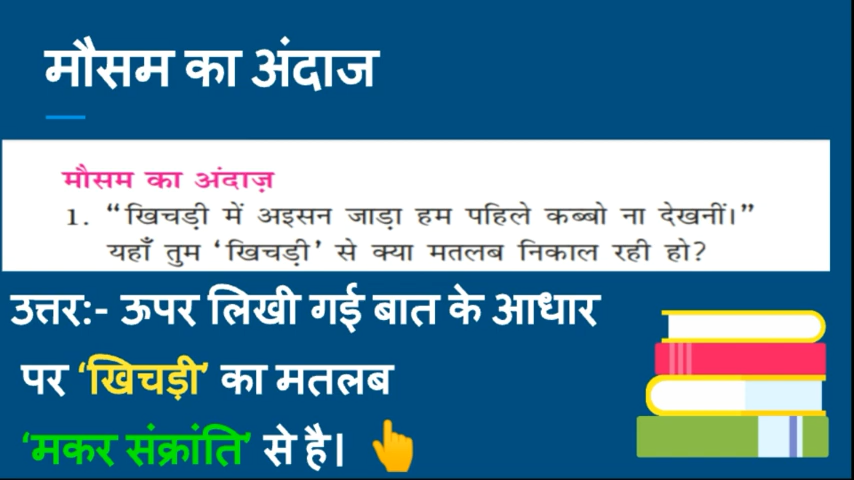 मौसम का अंदाज
मौसम का अंदाज़
1. “खिचड़ी में अइसन जाड़ा हम पहिले कब्बो ना देखनीं।”
यहाँ तुम ‘खिचड़ी’ से क्या मतलब निकाल रही हो?
उत्तर:- ऊपर लिखी गई बात के आधार
पर ‘खिचड़ी’ का मतलब
‘मकर संक्रांति’ से है।